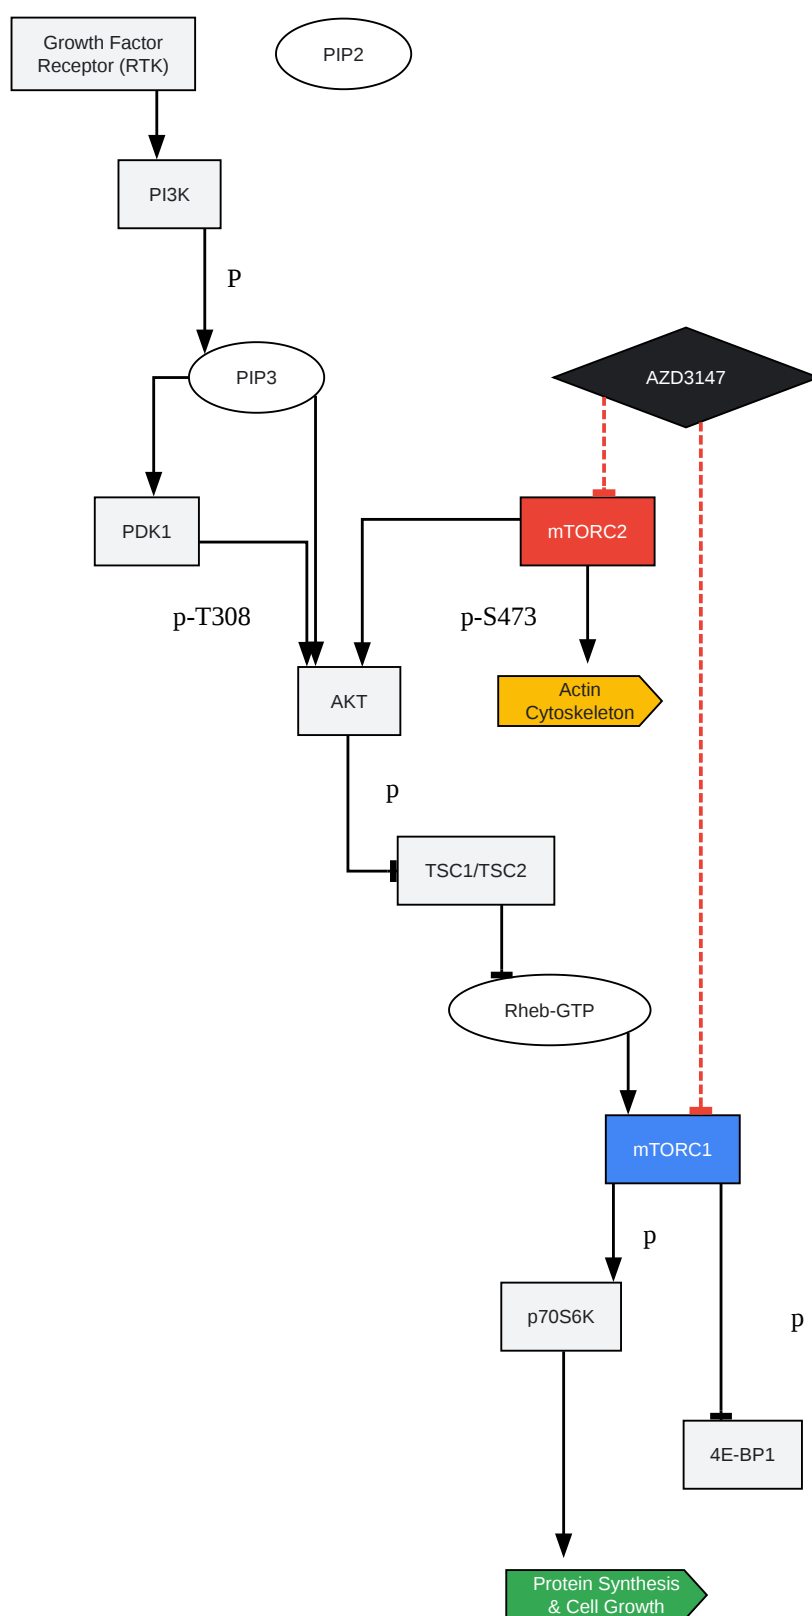 Growth Factor
Receptor (RTK)
PIP2
PI3K
P
PIP3
AZD3147
PDK1
mTORC2
p-T308
p-S473
AKT
Actin
Cytoskeleton
p
TSC1/TSC2
Rheb-GTP
mTORC1
p
p70S6K
p
4E-BP1
Protein Synthesis
& Cell Growth